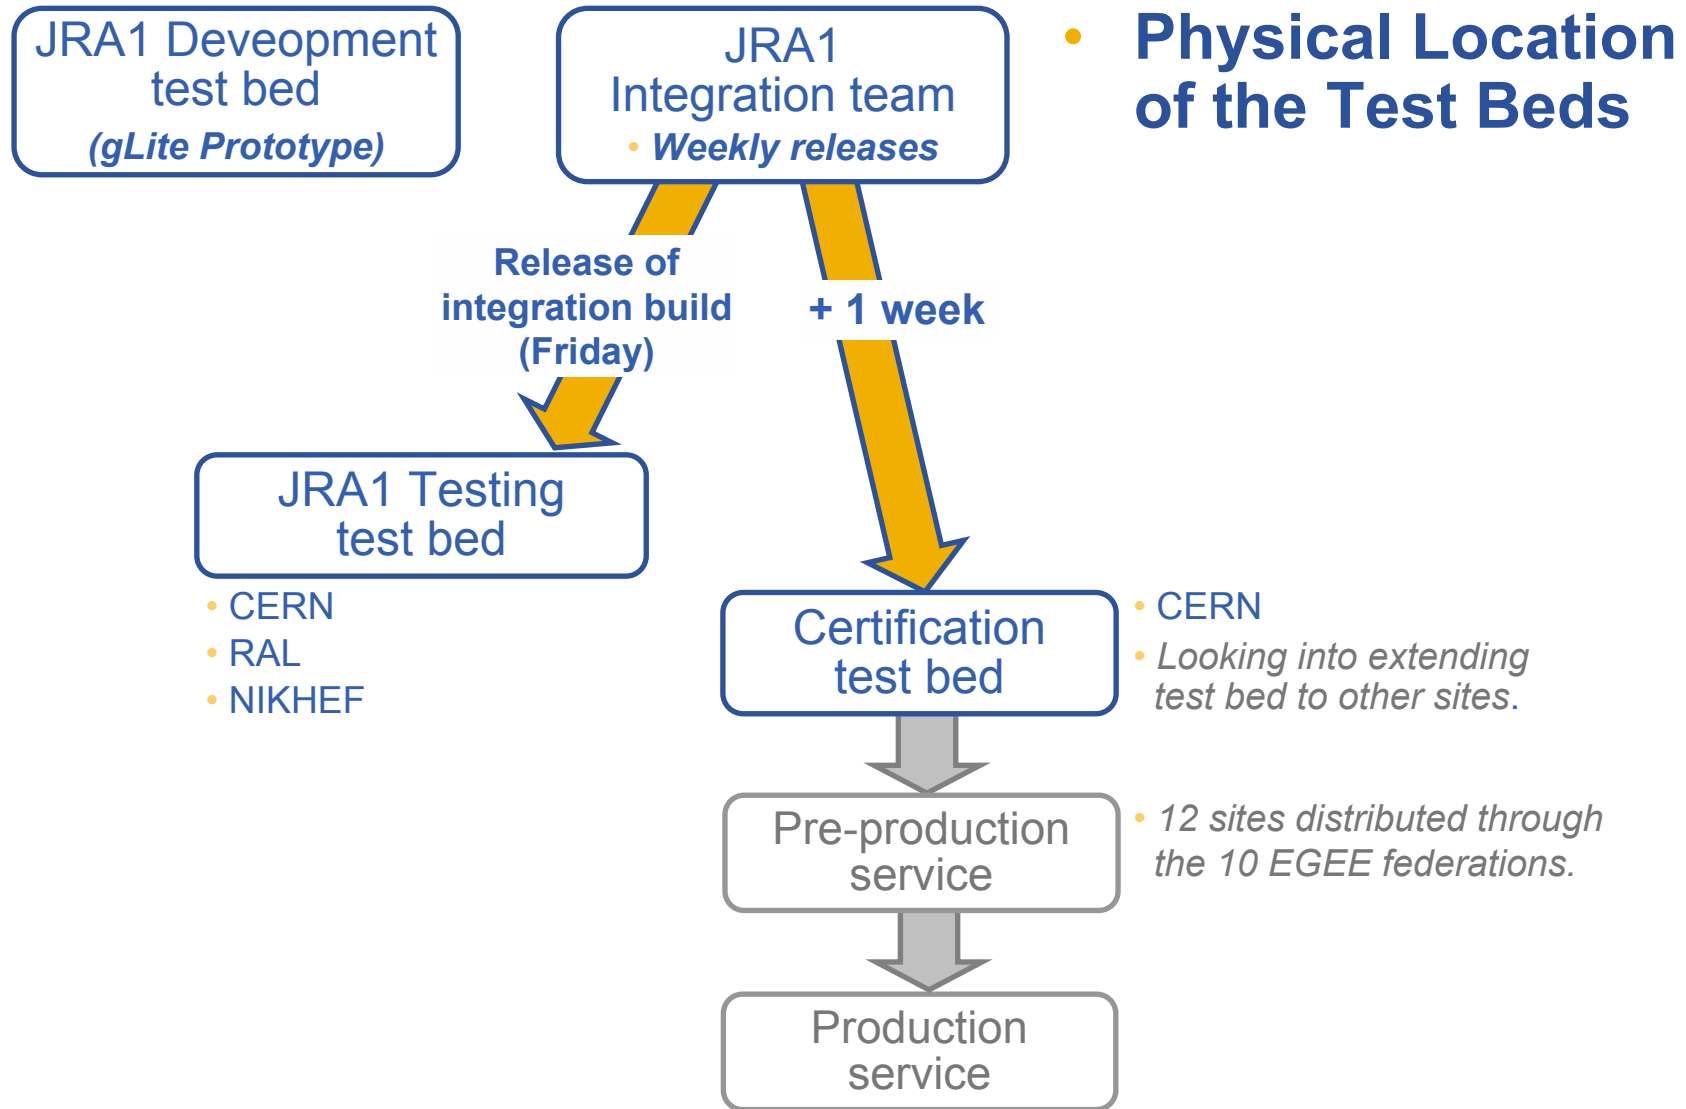 JRA1 Deveopment
test bed
(gLite Prototype)
JRA1
Integration team
• Weekly releases
• Physical Location
of the Test Beds
Release of
integration build
(Friday)
+ 1 week
JRA1 Testing
test bed
• CERN
• RAL
• NIKHEF
Certification
test bed
• CERN
• Looking into extending
test bed to other sites.
Pre-production
service
• 12 sites distributed through
the 10 EGEE federations.
Production
service